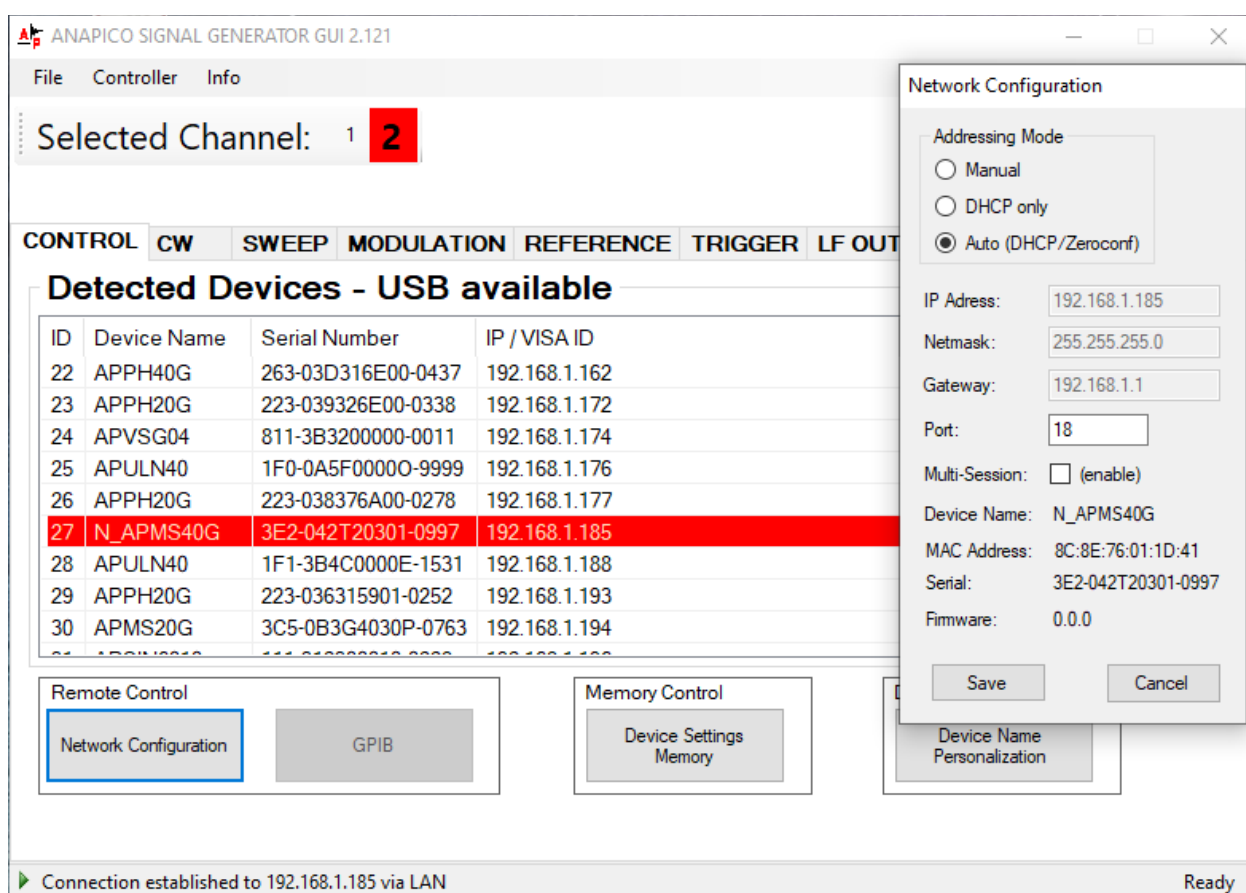 ANAPICO SIGNAL GENERATOR GUI 2.121
File Controller Info
Selected Channel: 1 2
CONTROL CW SWEEP MODULATION REFERENCE TRIGGER LF OUT
Detected Devices - USB available
ID Device Name Serial Number IP / VISA ID
22 APPH40G 263-03D316E00-0437 192.168.1.162
23 APPH20G 223-039326E00-0338 192.168.1.172
24 APVSG04 811-3B3200000-0011 192.168.1.174
25 APULN40 1F0-0A5F0000O-9999 192.168.1.176
26 APPH20G 223-038376A00-0278 192.168.1.177
27 N_APMS40G 3E2-042T20301-0997 192.168.1.185
28 APULN40 1F1-3B4C0000E-1531 192.168.1.188
29 APPH20G 223-036315901-0252 192.168.1.193
30 APMS20G 3C5-0B3G4030P-0763 192.168.1.194
Remote Control
Network Configuration GPIB
Memory Control
Device Settings
Memory
Device Name
Personalization
Connection established to 192.168.1.185 via LAN Ready
Network Configuration
Addressing Mode
Manual
DHCP only
Auto (DHCP/Zeroconf)
IP Adress: 192.168.1.185
Netmask: 255.255.255.0
Gateway: 192.168.1.1
Port: 18
Multi-Session: (enable)
Device Name: N_APMS40G
MAC Address: 8C:8E:76:01:1D:41
Serial: 3E2-042T20301-0997
Firmware: 0.0.0
Save Cancel